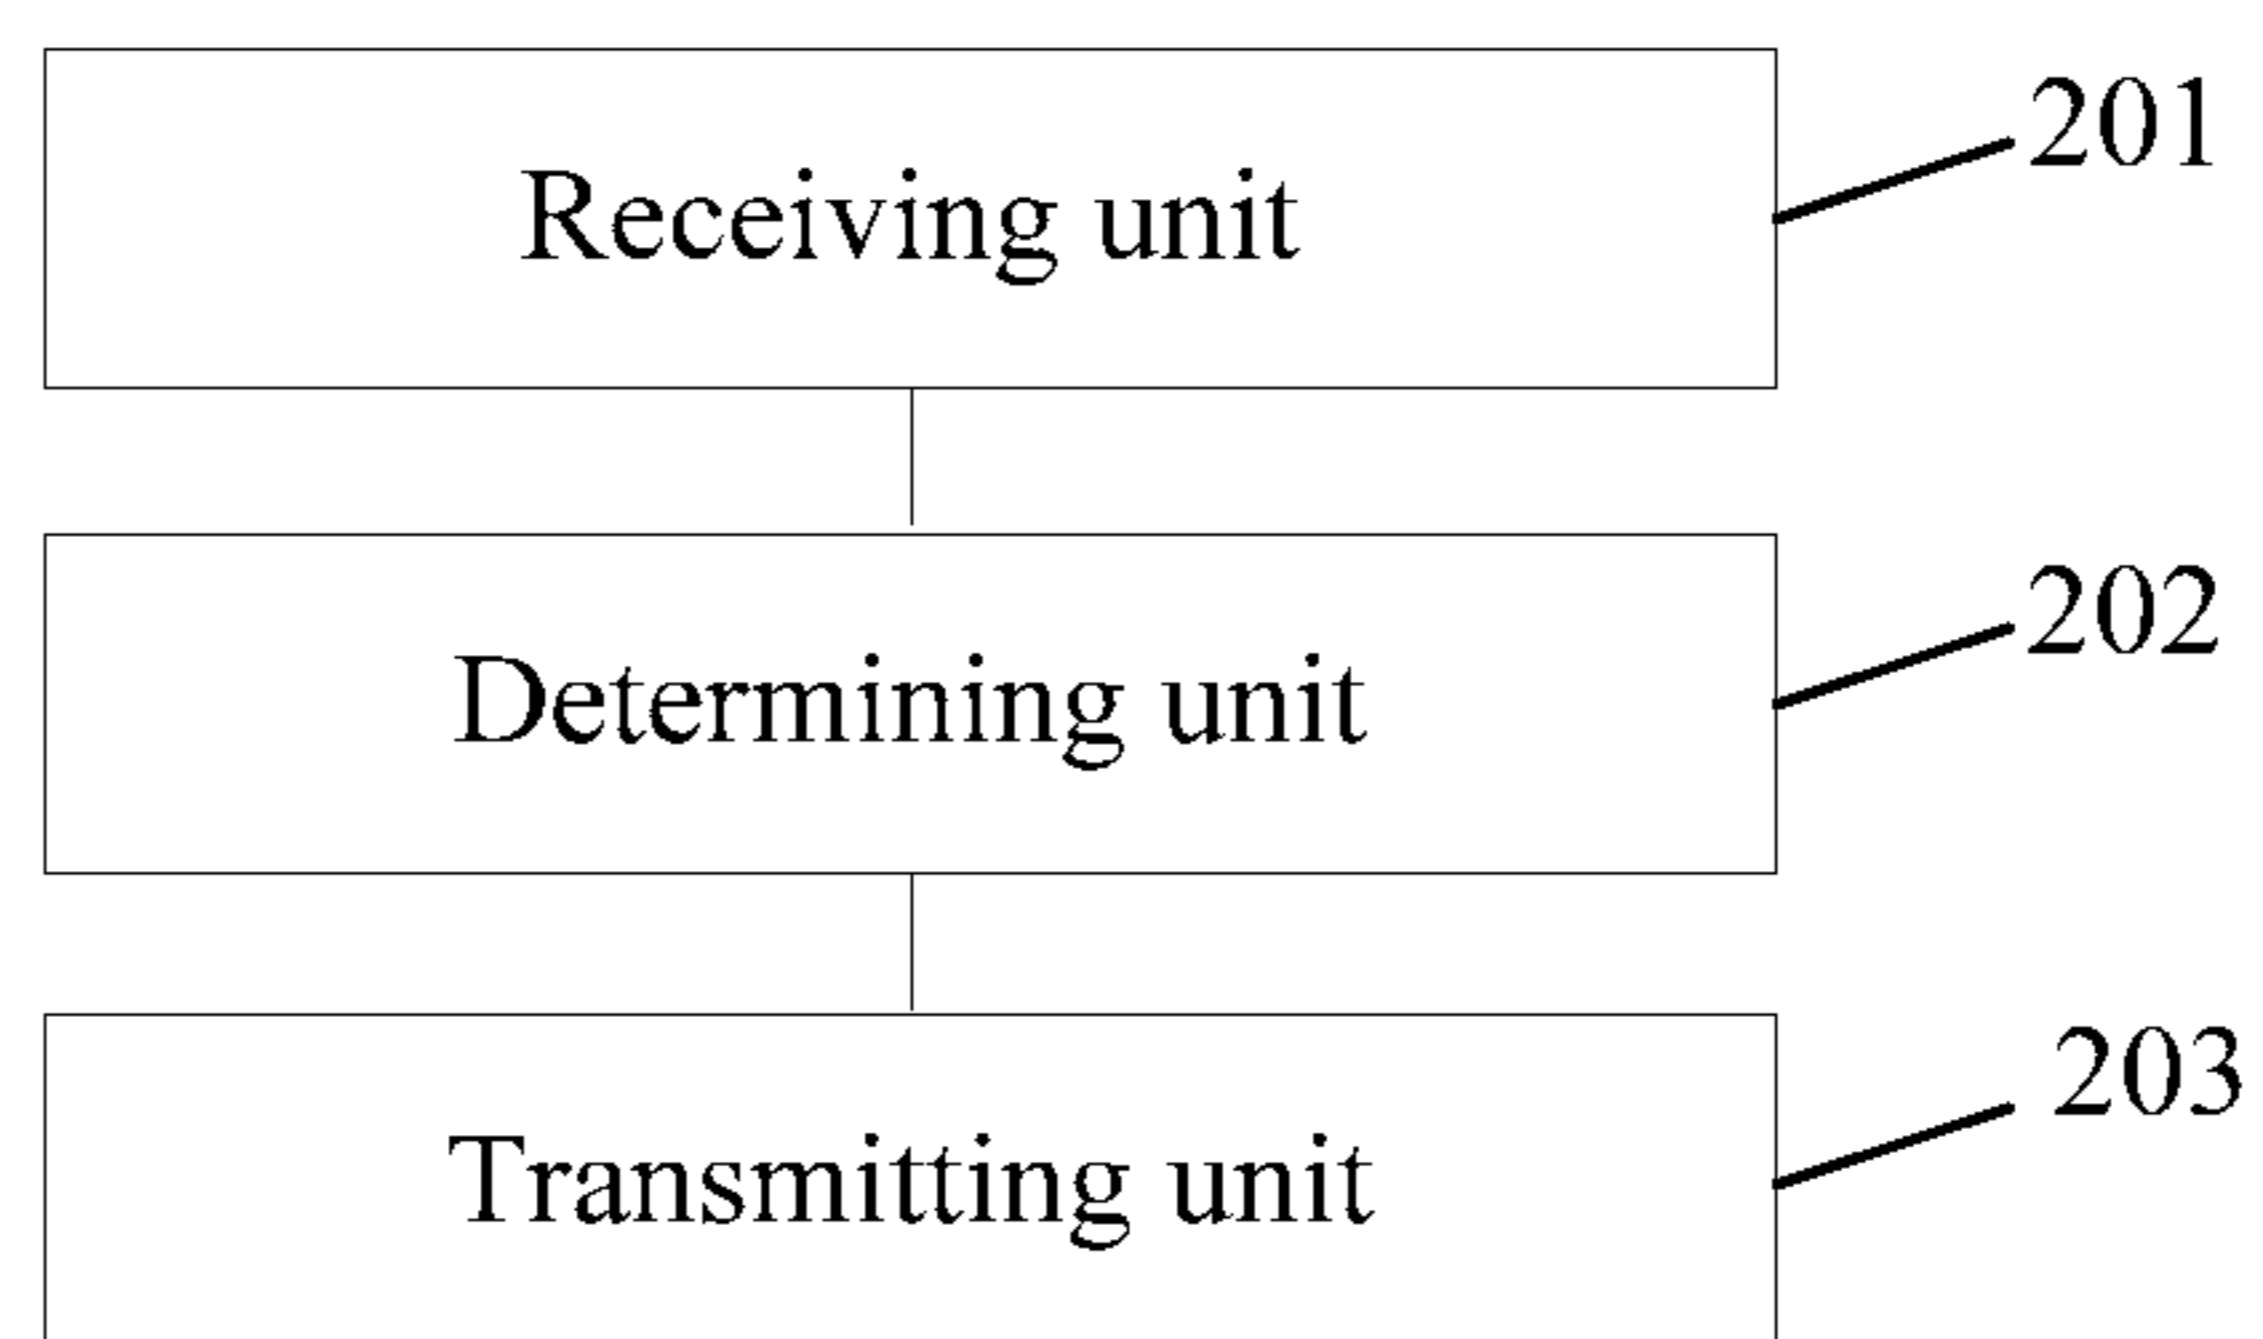 Receiving unit
201
Determining unit
202
Transmitting unit
203